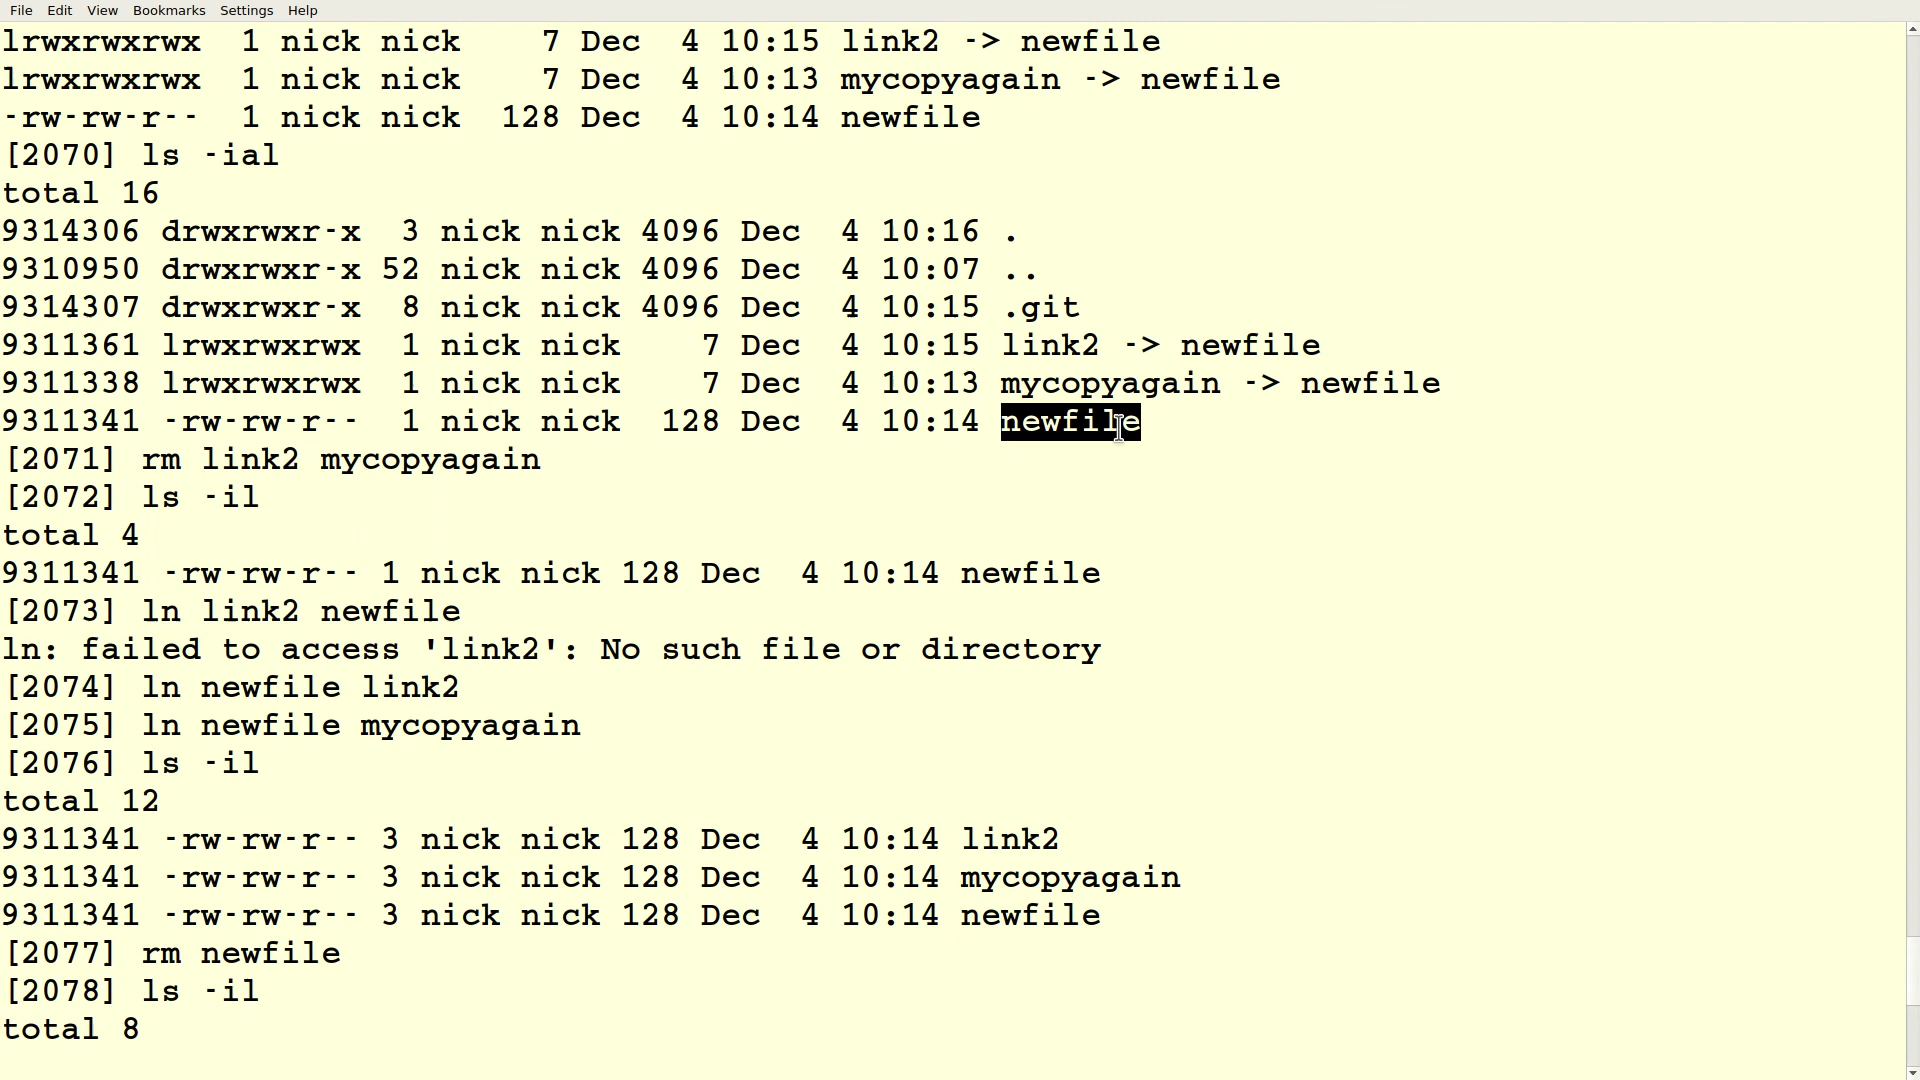 File Edit View Bookmarks Settings Help
lrwxrwxrwx  1 nick nick    7 Dec  4 10:15 link2 -> newfile
lrwxrwxrwx  1 nick nick    7 Dec  4 10:13 mycopyagain -> newfile
-rw-rw-r--  1 nick nick  128 Dec  4 10:14 newfile
[2070] ls -ial
total 16
9314306 drwxrwxr-x  3 nick nick 4096 Dec  4 10:16 .
9310950 drwxrwxr-x 52 nick nick 4096 Dec  4 10:07 ..
9314307 drwxrwxr-x  8 nick nick 4096 Dec  4 10:15 .git
9311361 lrwxrwxrwx  1 nick nick    7 Dec  4 10:15 link2 -> newfile
9311338 lrwxrwxrwx  1 nick nick    7 Dec  4 10:13 mycopyagain -> newfile
9311341 -rw-rw-r--  1 nick nick  128 Dec  4 10:14 newfile
[2071] rm link2 mycopyagain
[2072] ls -il
total 4
9311341 -rw-rw-r-- 1 nick nick 128 Dec  4 10:14 newfile
[2073] ln link2 newfile
ln: failed to access 'link2': No such file or directory
[2074] ln newfile link2
[2075] ln newfile mycopyagain
[2076] ls -il
total 12
9311341 -rw-rw-r-- 3 nick nick 128 Dec  4 10:14 link2
9311341 -rw-rw-r-- 3 nick nick 128 Dec  4 10:14 mycopyagain
9311341 -rw-rw-r-- 3 nick nick 128 Dec  4 10:14 newfile
[2077] rm newfile
[2078] ls -il
total 8